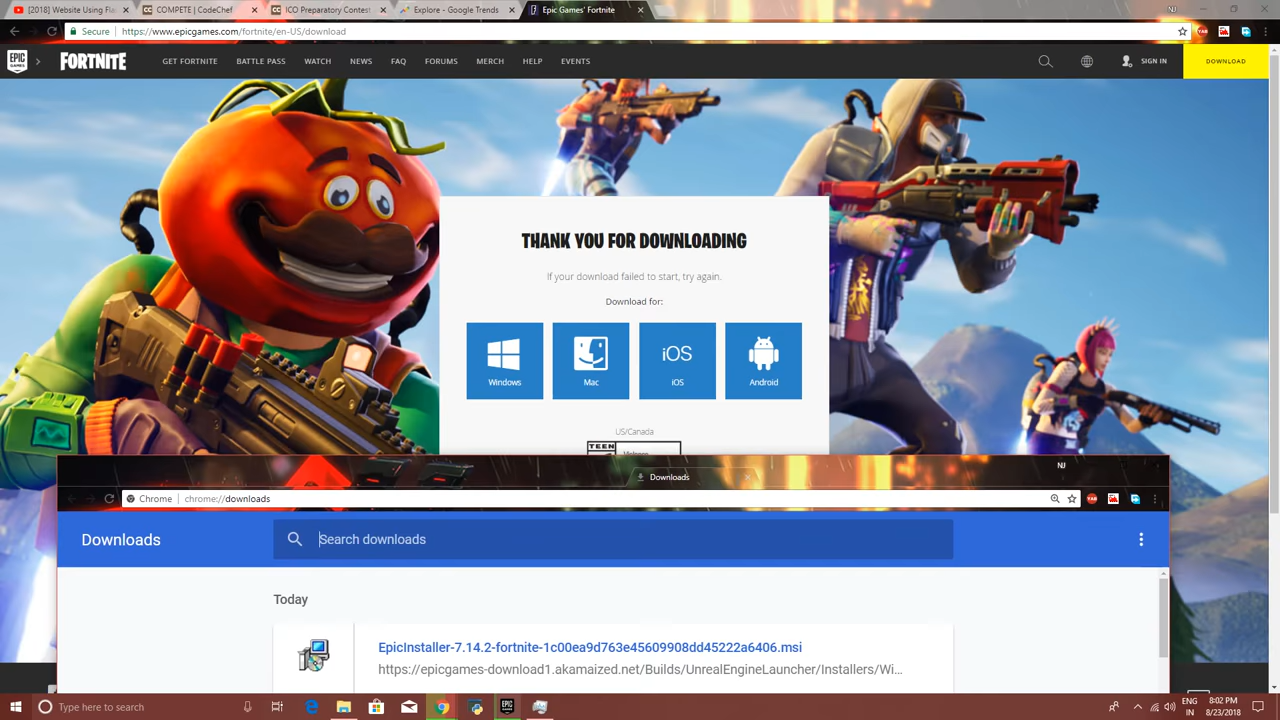 [2018] Website Using Fla
COMPETE | CodeChef
ICO Preparatory Contest
Explore - Google Trends
Epic Games' Fortnite
NJ
Secure
https://www.epicgames.com/fortnite/en-US/download
EPIC GAMES
FORTNITE
GET FORTNITE
BATTLE PASS
WATCH
NEWS
FAQ
FORUMS
MERCH
HELP
EVENTS
SIGN IN
DOWNLOAD
THANK YOU FOR DOWNLOADING
If your download failed to start, try again.
Download for:
Windows
iOS
Mac
iOS
Android
US/Canada
TEEN
NJ
Downloads
Chrome
chrome://downloads
Downloads
Search downloads
Today
EpicInstaller-7.14.2-fortnite-1c00ea9d763e45609908dd45222a6406.msi
https://epicgames-download1.akamaized.net/Builds/UnrealEngineLauncher/Installers/Wi...
Type here to search
ENG
IN
8:02 PM
8/23/2018